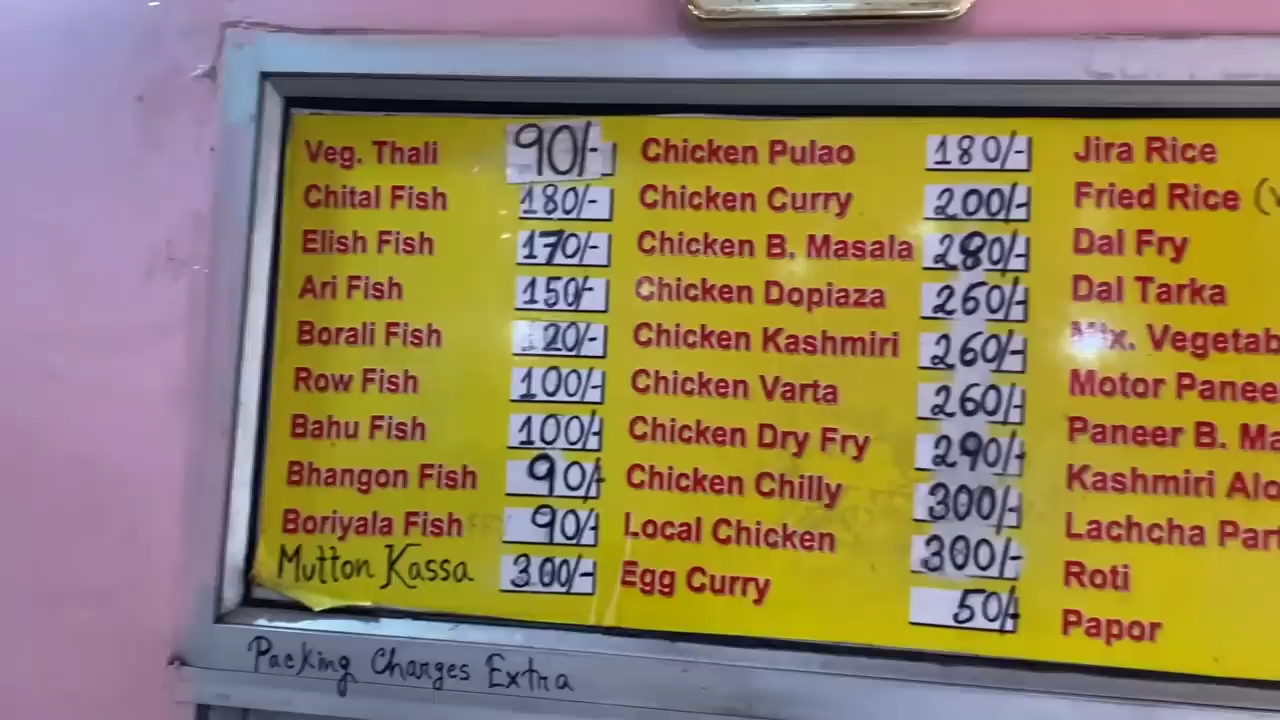 Veg. Thali 90/-
Chital Fish 180/-
Elish Fish 170/-
Ari Fish 150/-
Borali Fish 120/-
Row Fish 100/-
Bahu Fish 100/-
Bhangon Fish 90/-
Boriyala Fish 90/-
Mutton Kassa 300/-
Chicken Pulao 180/-
Chicken Curry 200/-
Chicken B. Masala 280/-
Chicken Dopiaza 260/-
Chicken Kashmiri 260/-
Chicken Varta 260/-
Chicken Dry Fry 290/-
Chicken Chilly 300/-
Local Chicken 300/-
Egg Curry 50/-
Jira Rice
Fried Rice (
Dal Fry
Dal Tarka
Mix. Vegetab
Motor Panee
Paneer B. Ma
Kashmiri Alo
Lachcha Par
Roti
Papor
Packing Charges Extra